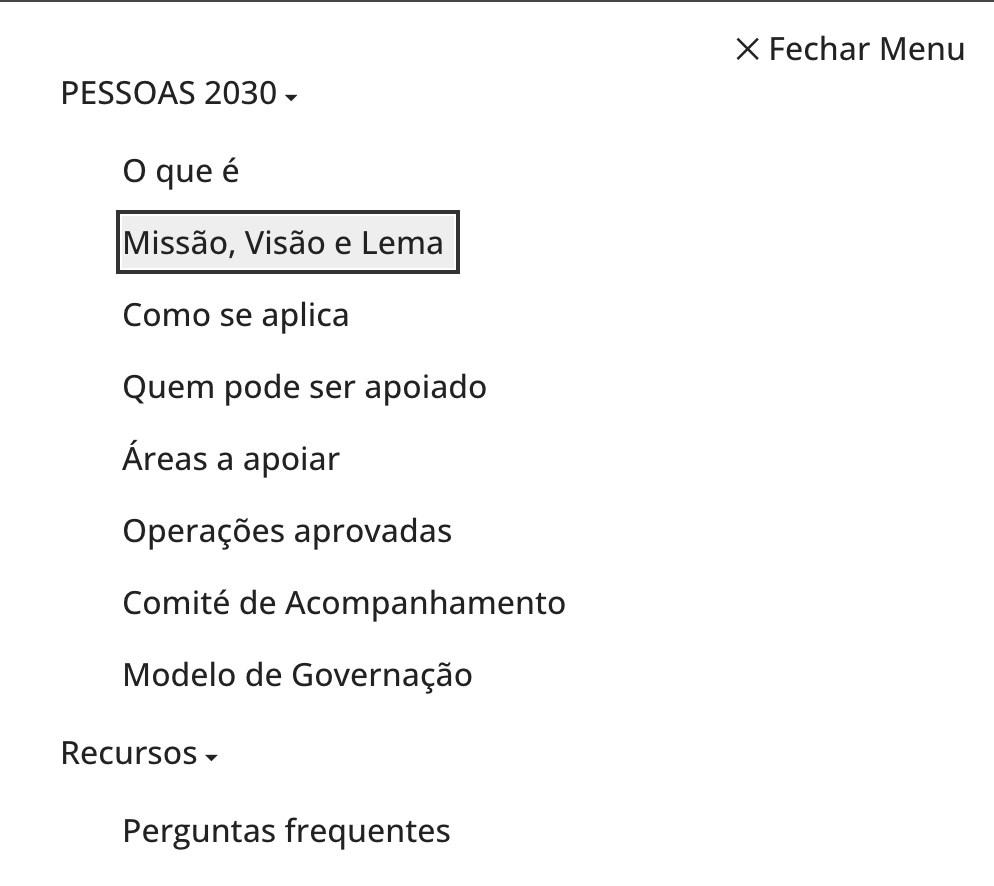 Fechar Menu
PESSOAS 2030
O que é
Missão, Visão e Lema
Como se aplica
Quem pode ser apoiado
Áreas a apoiar
Operações aprovadas
Comité de Acompanhamento
Modelo de Governação
Recursos
Perguntas frequentes